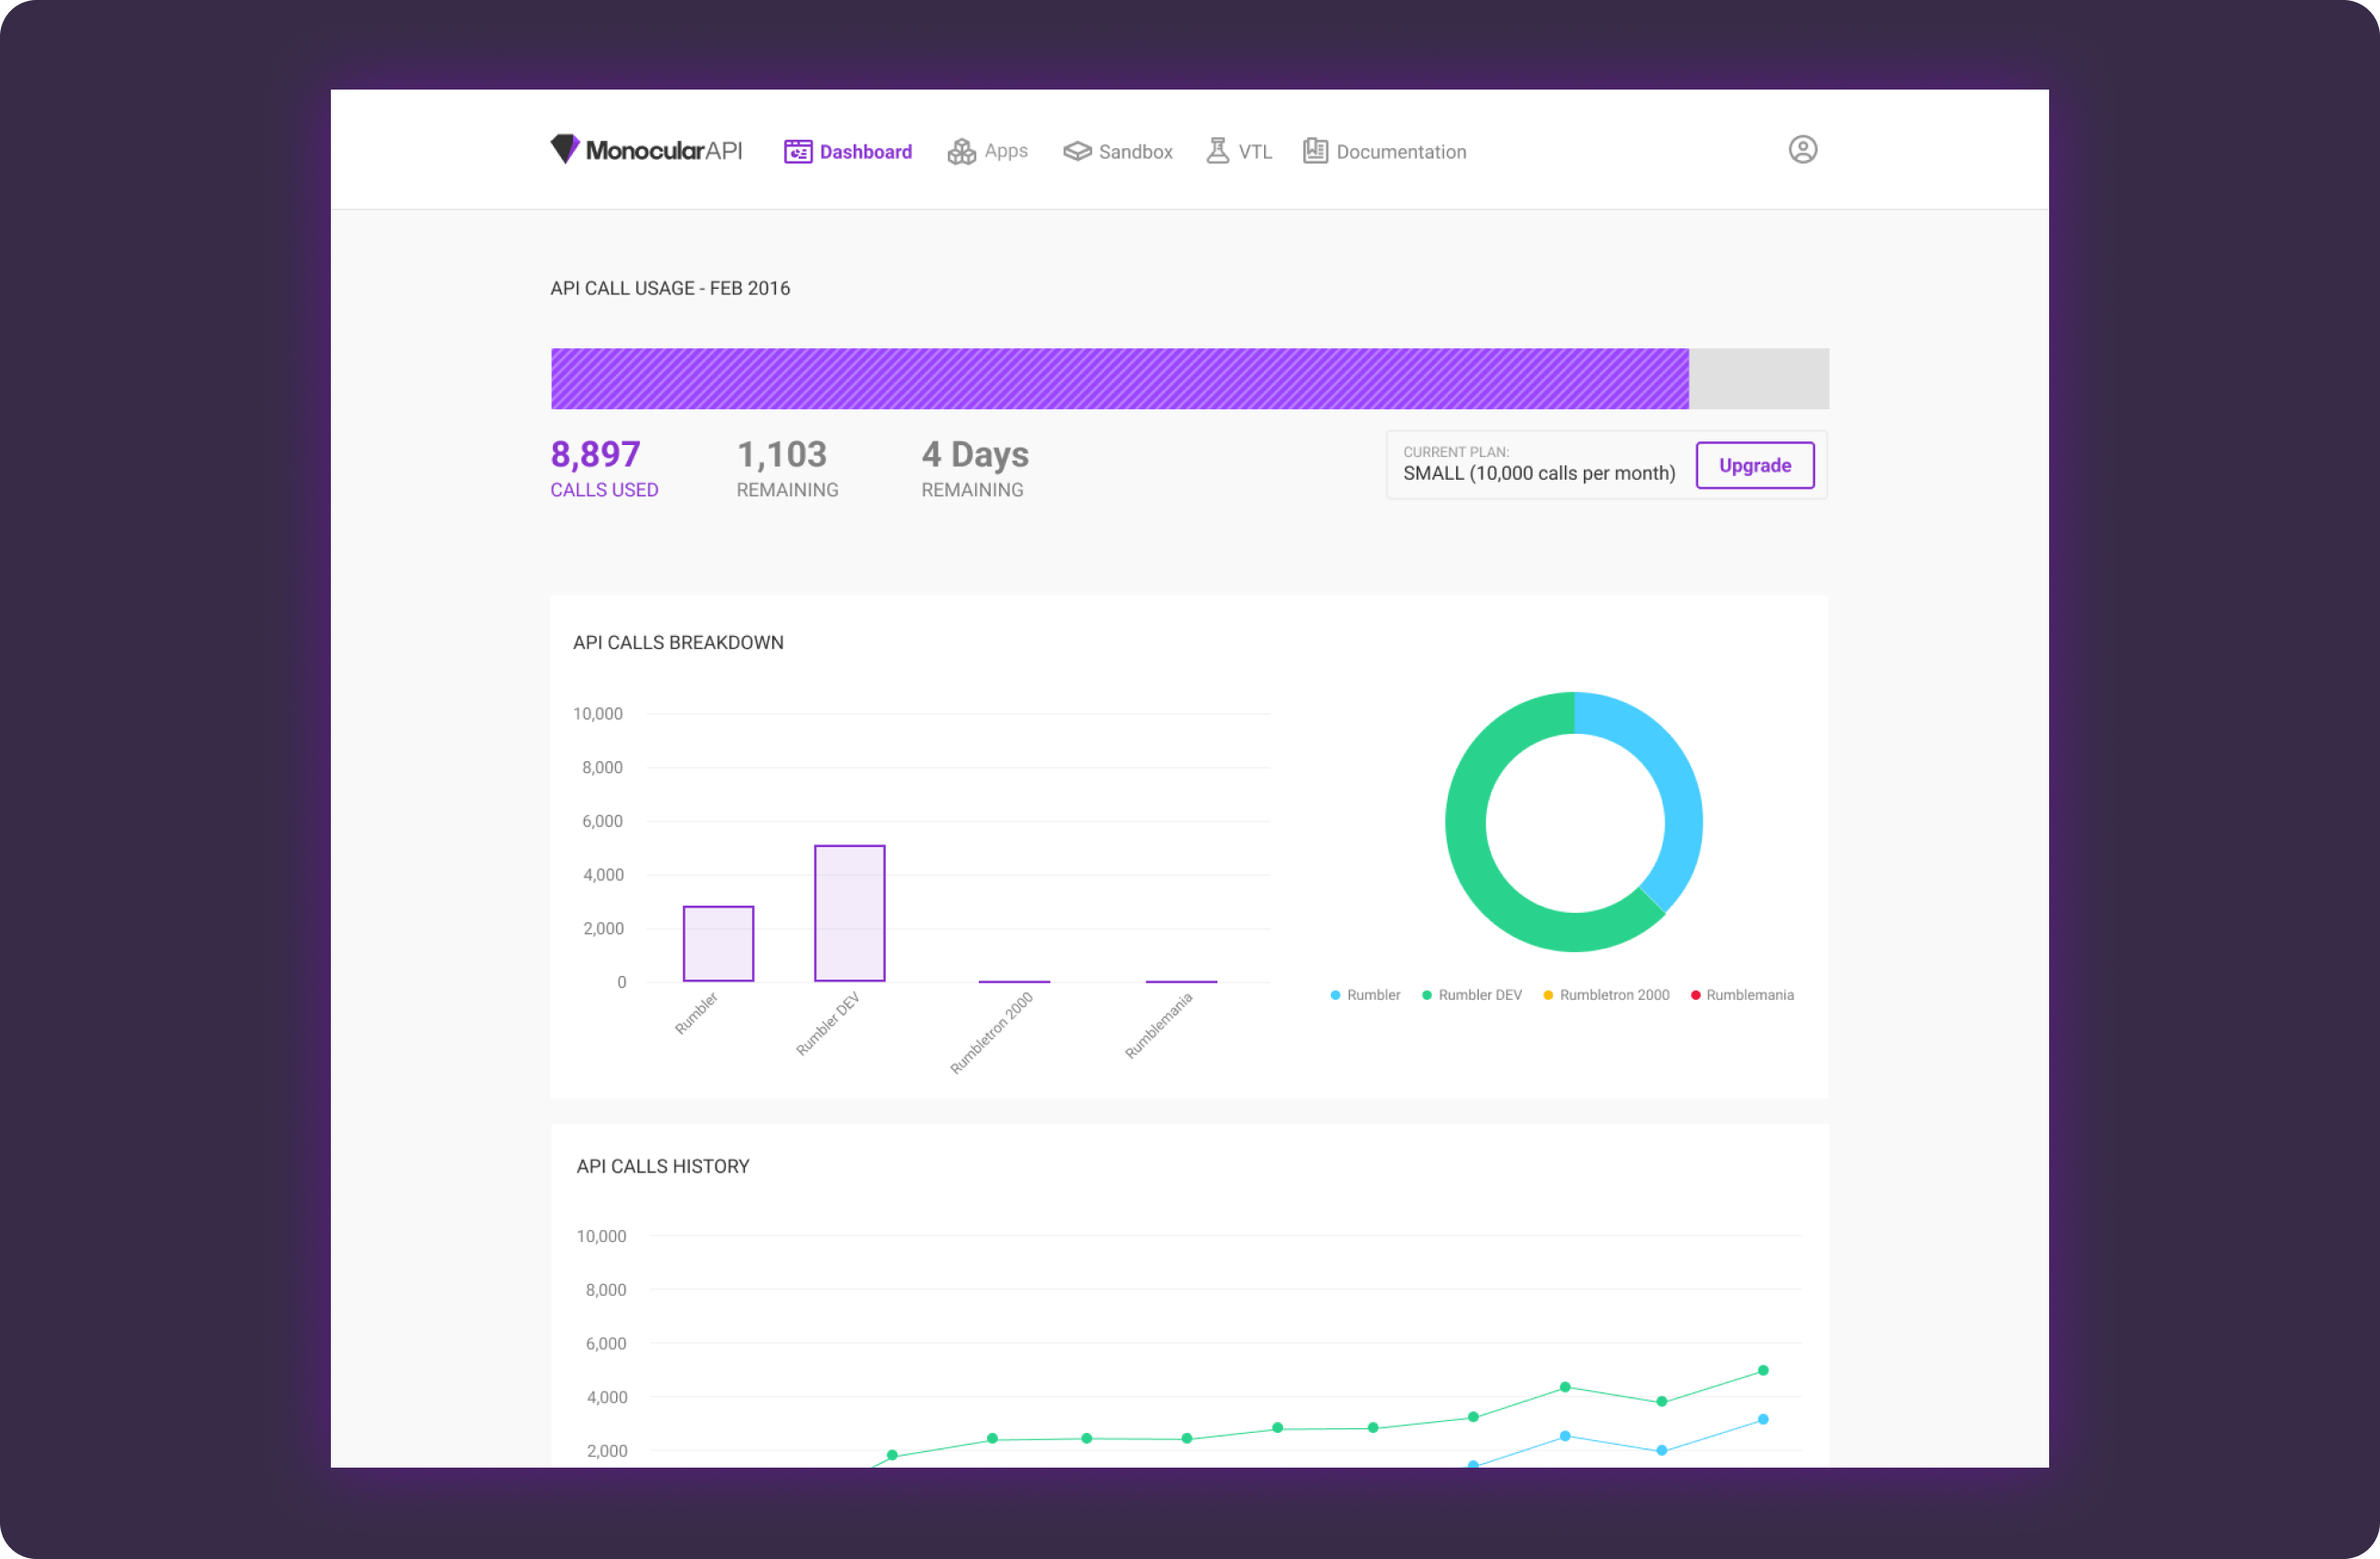 MonocularAPI Dashboard Apps Sandbox VTL Documentation
API CALL USAGE - FEB 2016
8,897 1,103 4 Days
CALLS USED REMAINING REMAINING
CURRENT PLAN:
SMALL (10,000 calls per month)
Upgrade
API CALLS BREAKDOWN
10,000
8,000
6,000
4,000
2,000
0
Rumbler
Rumbler DEV
Rumbletron 2000
Rumblemania
Rumbler Rumbler DEV Rumbletron 2000 Rumblemania
API CALLS HISTORY
10,000
8,000
6,000
4,000
2,000